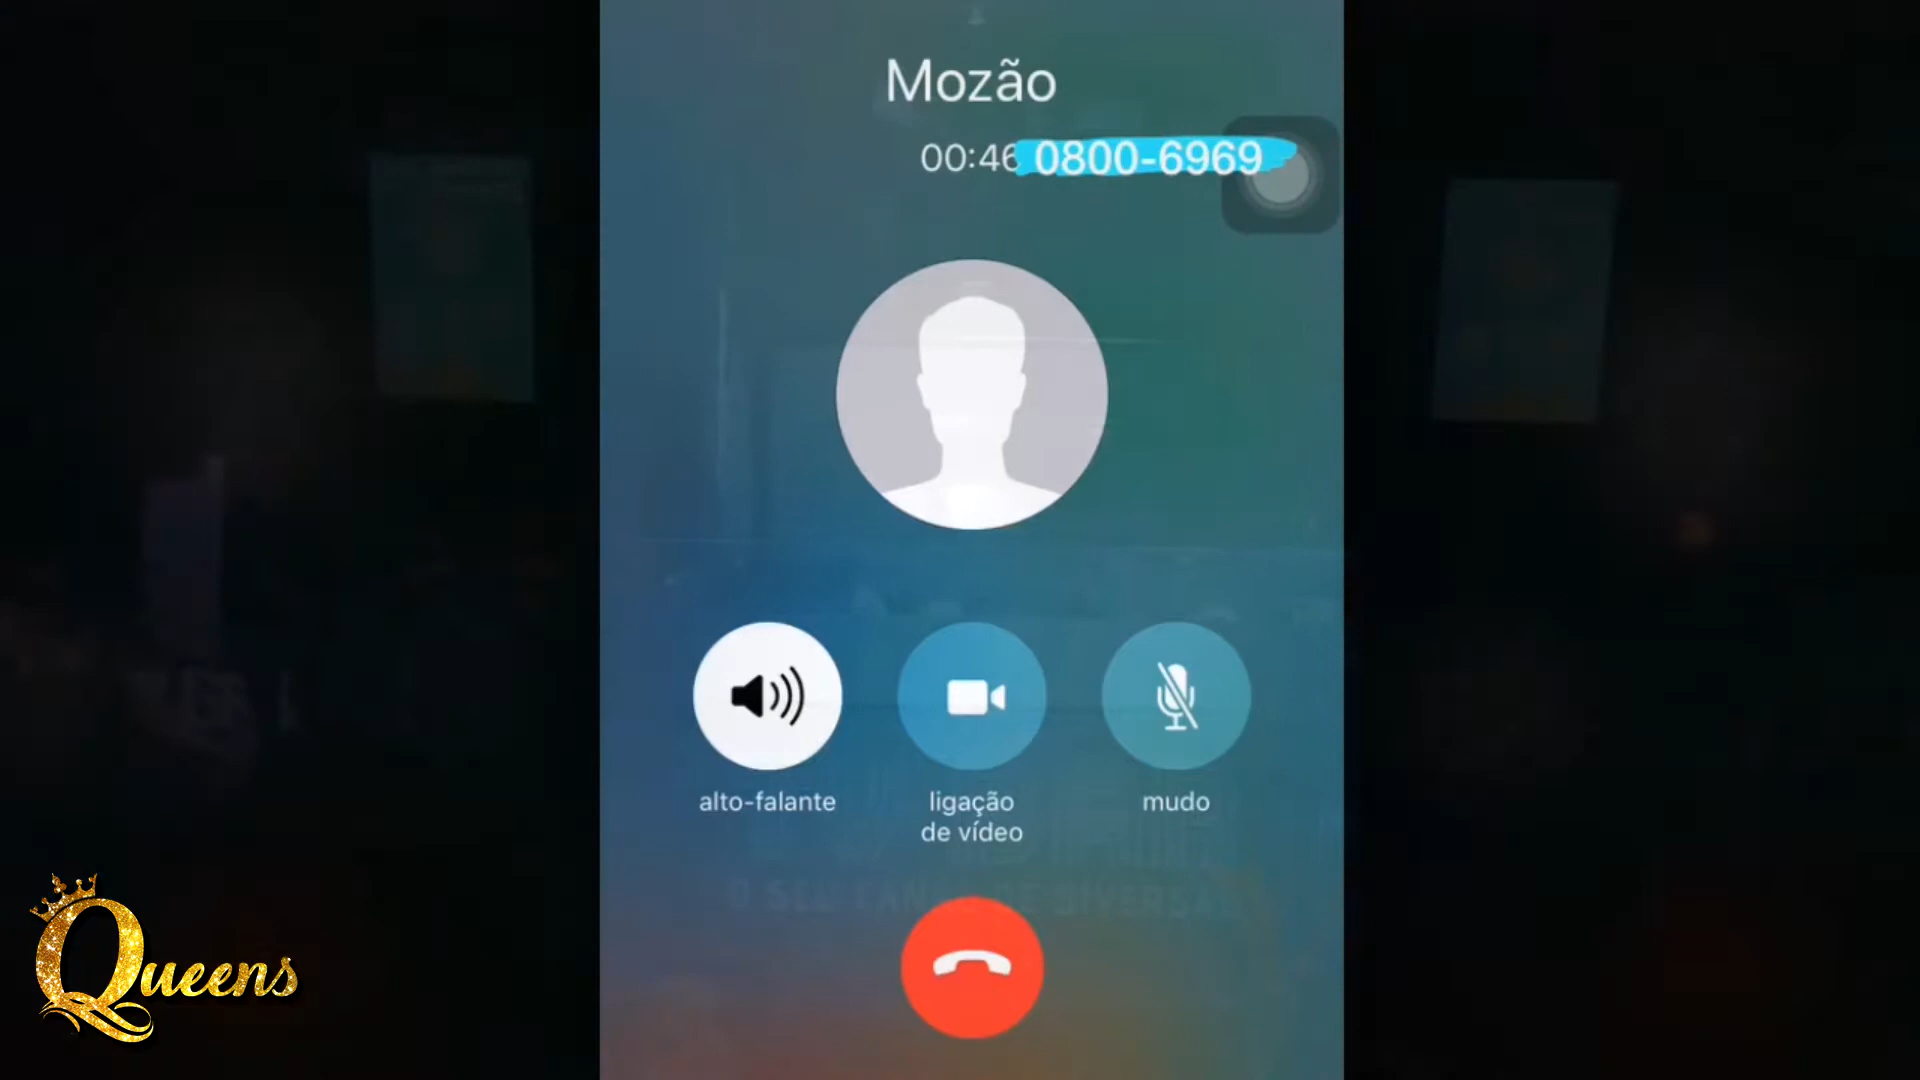 Mozão
00:46 0800-6969
alto-falante
ligação
de vídeo
mudo
Queens